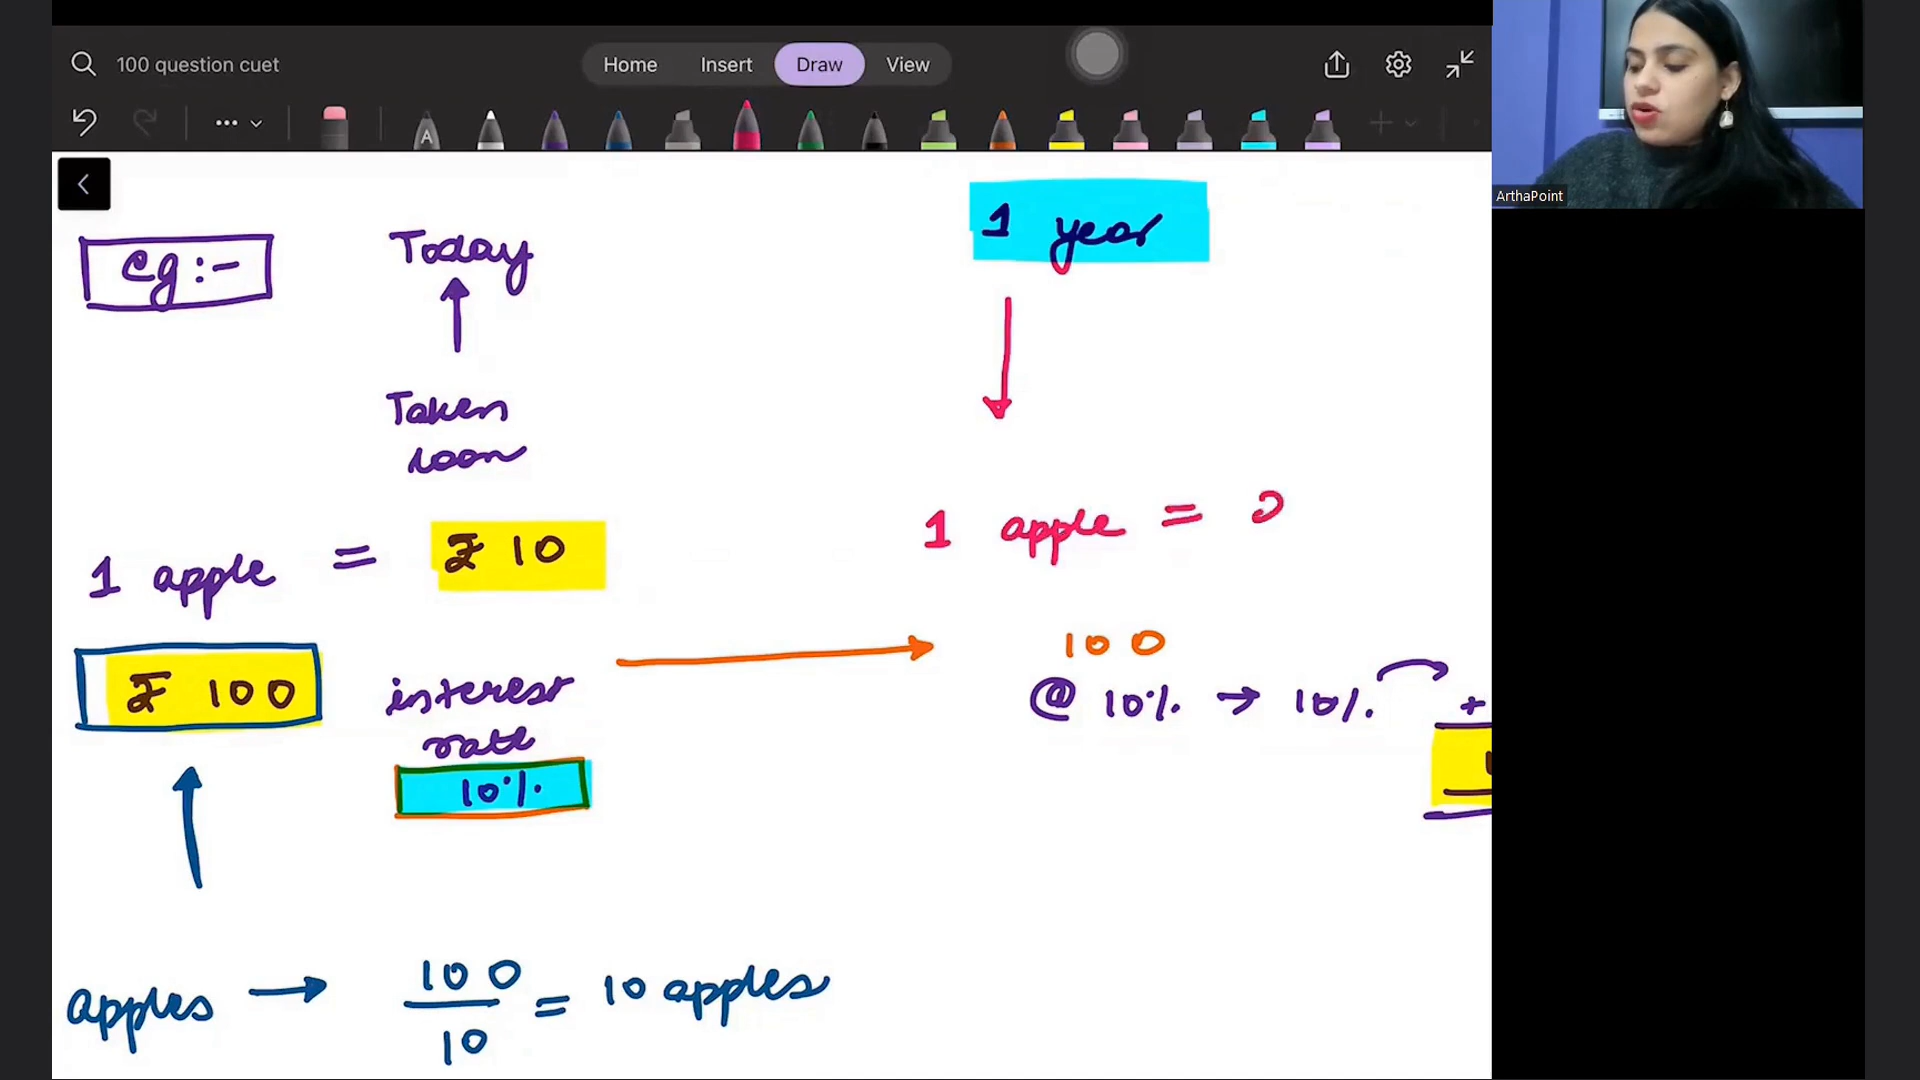 100 question cuet
Home Insert Draw View
A
ArthaPoint
eg :-
Today
1 year
Taken
loan
1 apple = ₹ 10
1 apple =
₹ 100
interest
rate
10%
100
@ 10% → 10%
+
apples → 100
10
= 10 apples